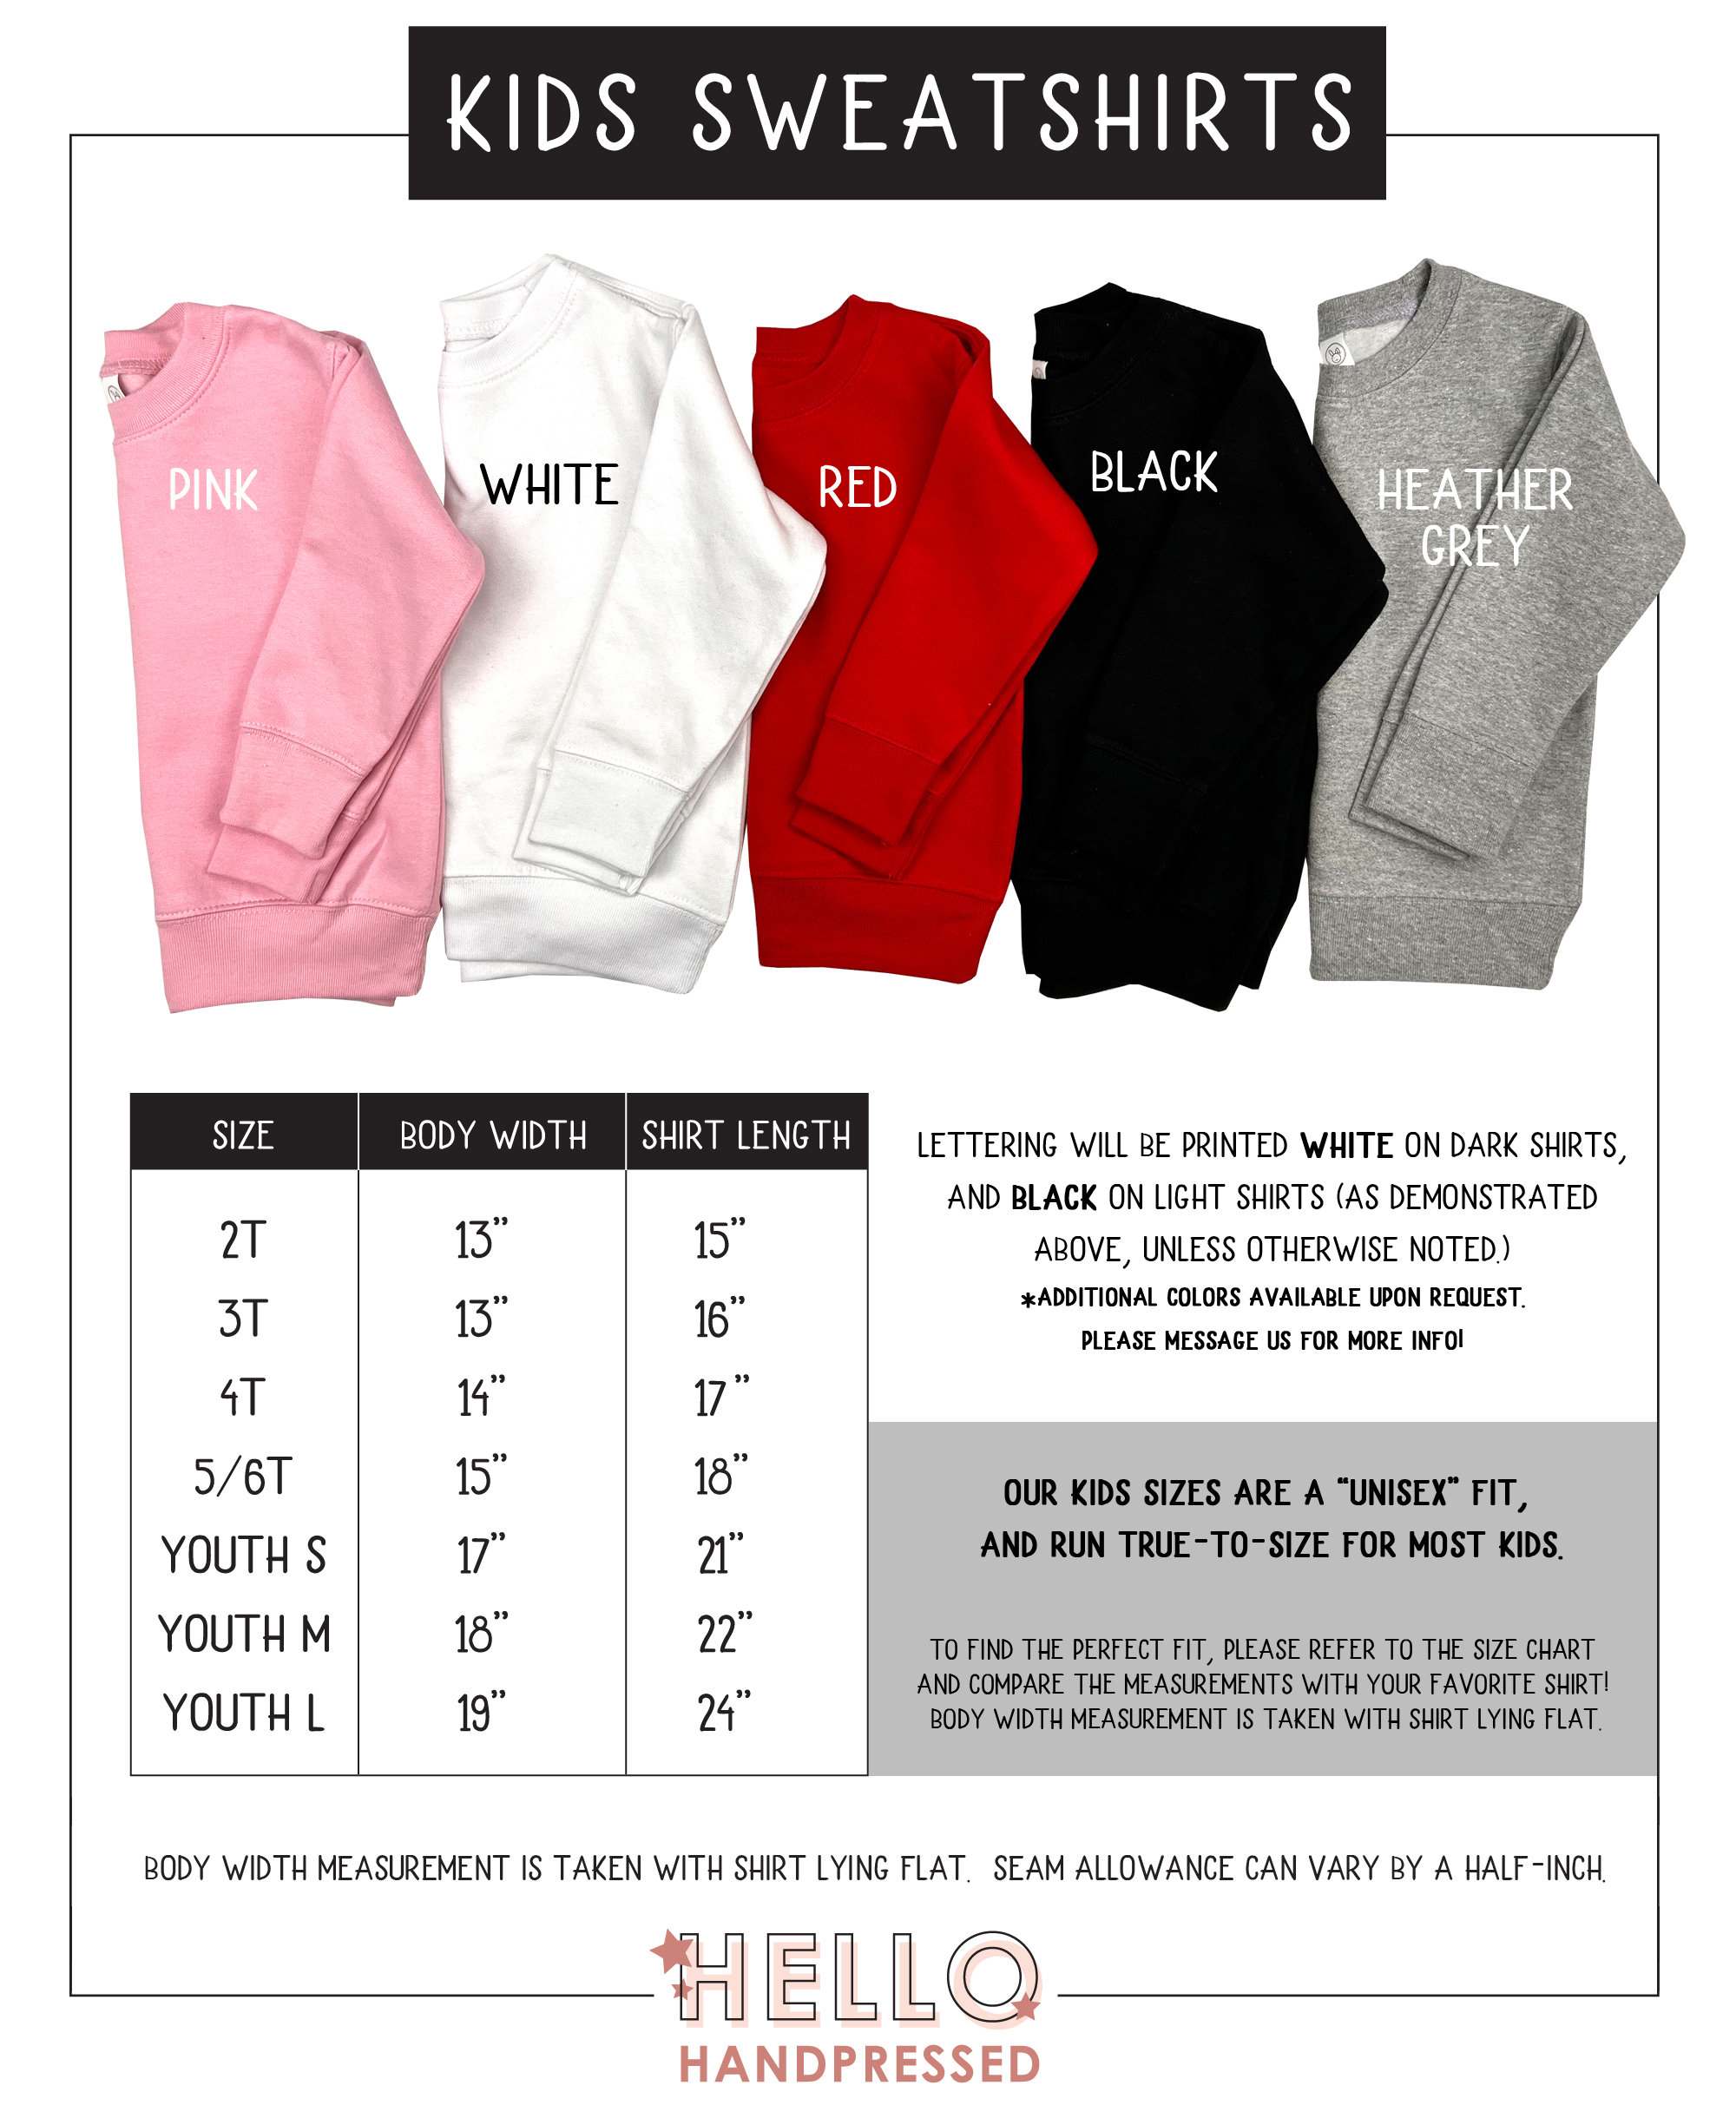 KIDS SWEATSHIRTS
PINK
WHITE
RED
BLACK
HEATHER
GREY
SIZE BODY WIDTH SHIRT LENGTH
2T 13” 15”
3T 13” 16”
4T 14” 17”
5/6T 15” 18”
YOUTH S 17” 21”
YOUTH M 18” 22”
YOUTH L 19” 24”
LETTERING WILL BE PRINTED WHITE ON DARK SHIRTS,
AND BLACK ON LIGHT SHIRTS (AS DEMONSTRATED
ABOVE, UNLESS OTHERWISE NOTED.)
*ADDITIONAL COLORS AVAILABLE UPON REQUEST.
PLEASE MESSAGE US FOR MORE INFO!
OUR KIDS SIZES ARE A “UNISEX” FIT,
AND RUN TRUE-TO-SIZE FOR MOST KIDS.
TO FIND THE PERFECT FIT, PLEASE REFER TO THE SIZE CHART
AND COMPARE THE MEASUREMENTS WITH YOUR FAVORITE SHIRT!
BODY WIDTH MEASUREMENT IS TAKEN WITH SHIRT LYING FLAT.
BODY WIDTH MEASUREMENT IS TAKEN WITH SHIRT LYING FLAT. SEAM ALLOWANCE CAN VARY BY A HALF-INCH.
HELLO
HANDPRESSED